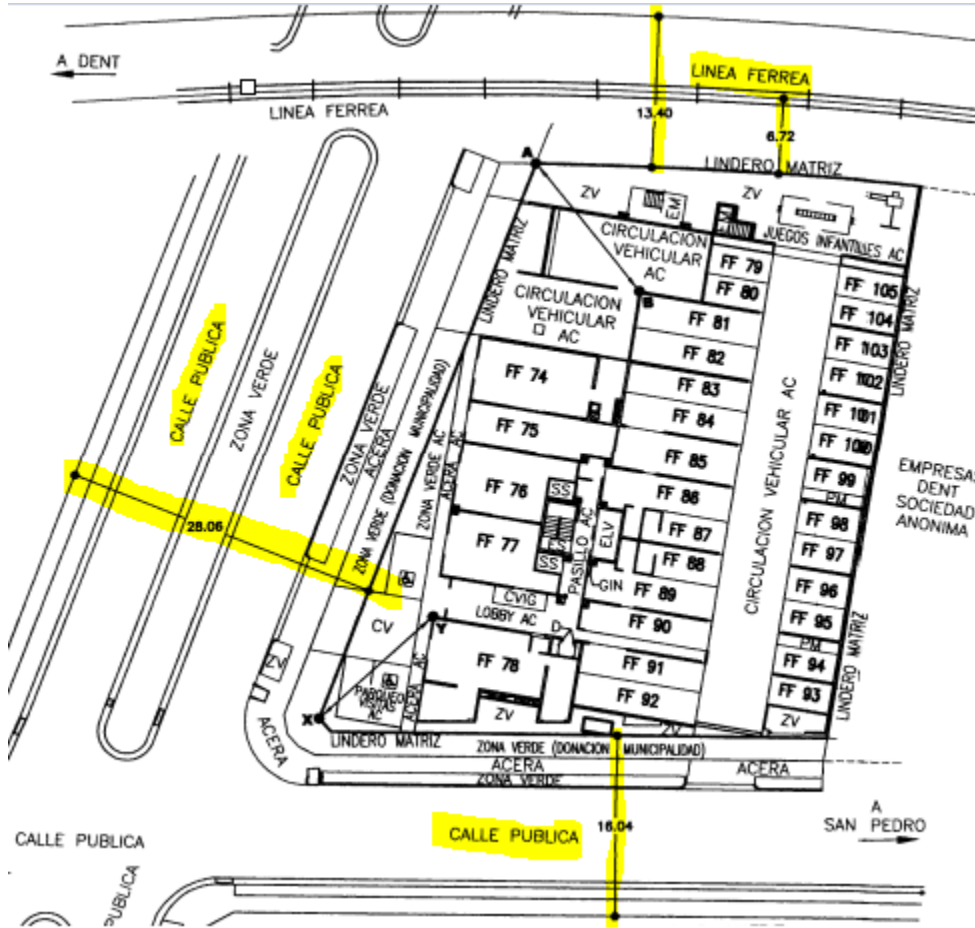 A DENT
LINEA FERREA
LINEA FERREA
13.40
6.72
A
LINDERO MATRIZ
ZV
EM
ZV
JUEGOS INFANTILES AC
CIRCULACION
VEHICULAR
AC
LINDERO MATRIZ
CIRCULACION
VEHICULAR
AC
B
FF 79
FF 80
FF 81
FF 82
FF 83
FF 84
FF 85
FF 86
FF 87
FF 88
FF 89
FF 90
FF 91
FF 92
FF 105
FF 104
FF 103
FF 102
FF 101
FF 100
FF 99
PM
FF 98
FF 97
FF 96
FF 95
PM
FF 94
FF 93
ZV
LINDERO MATRIZ
LINDERO MATRIZ
CIRCULACION VEHICULAR AC
EMPRESAS
DENT
SOCIEDAD
ANONIMA
CALLE PUBLICA
ZONA VERDE
CALLE PUBLICA
ZONA VERDE
ACERA
ZONA VERDE (DONACION MUNICIPALIDAD)
ZONA VERDE AC
ACERA AC
28.06
FF 74
FF 75
FF 76
FF 77
SS
SS
PASILLO AC
ELV
GIN
CVIG
LOBBY AC
D
CV
Y
FF 78
ZV
ACERA AC
PARQUEO
VISITAS
AC
X
ZV
ACERA
LINDERO MATRIZ
ZV
ZONA VERDE (DONACION MUNICIPALIDAD)
ACERA
ZONA VERDE
ACERA
CALLE PUBLICA
16.04
A
SAN PEDRO
CALLE PUBLICA
PUBLICA